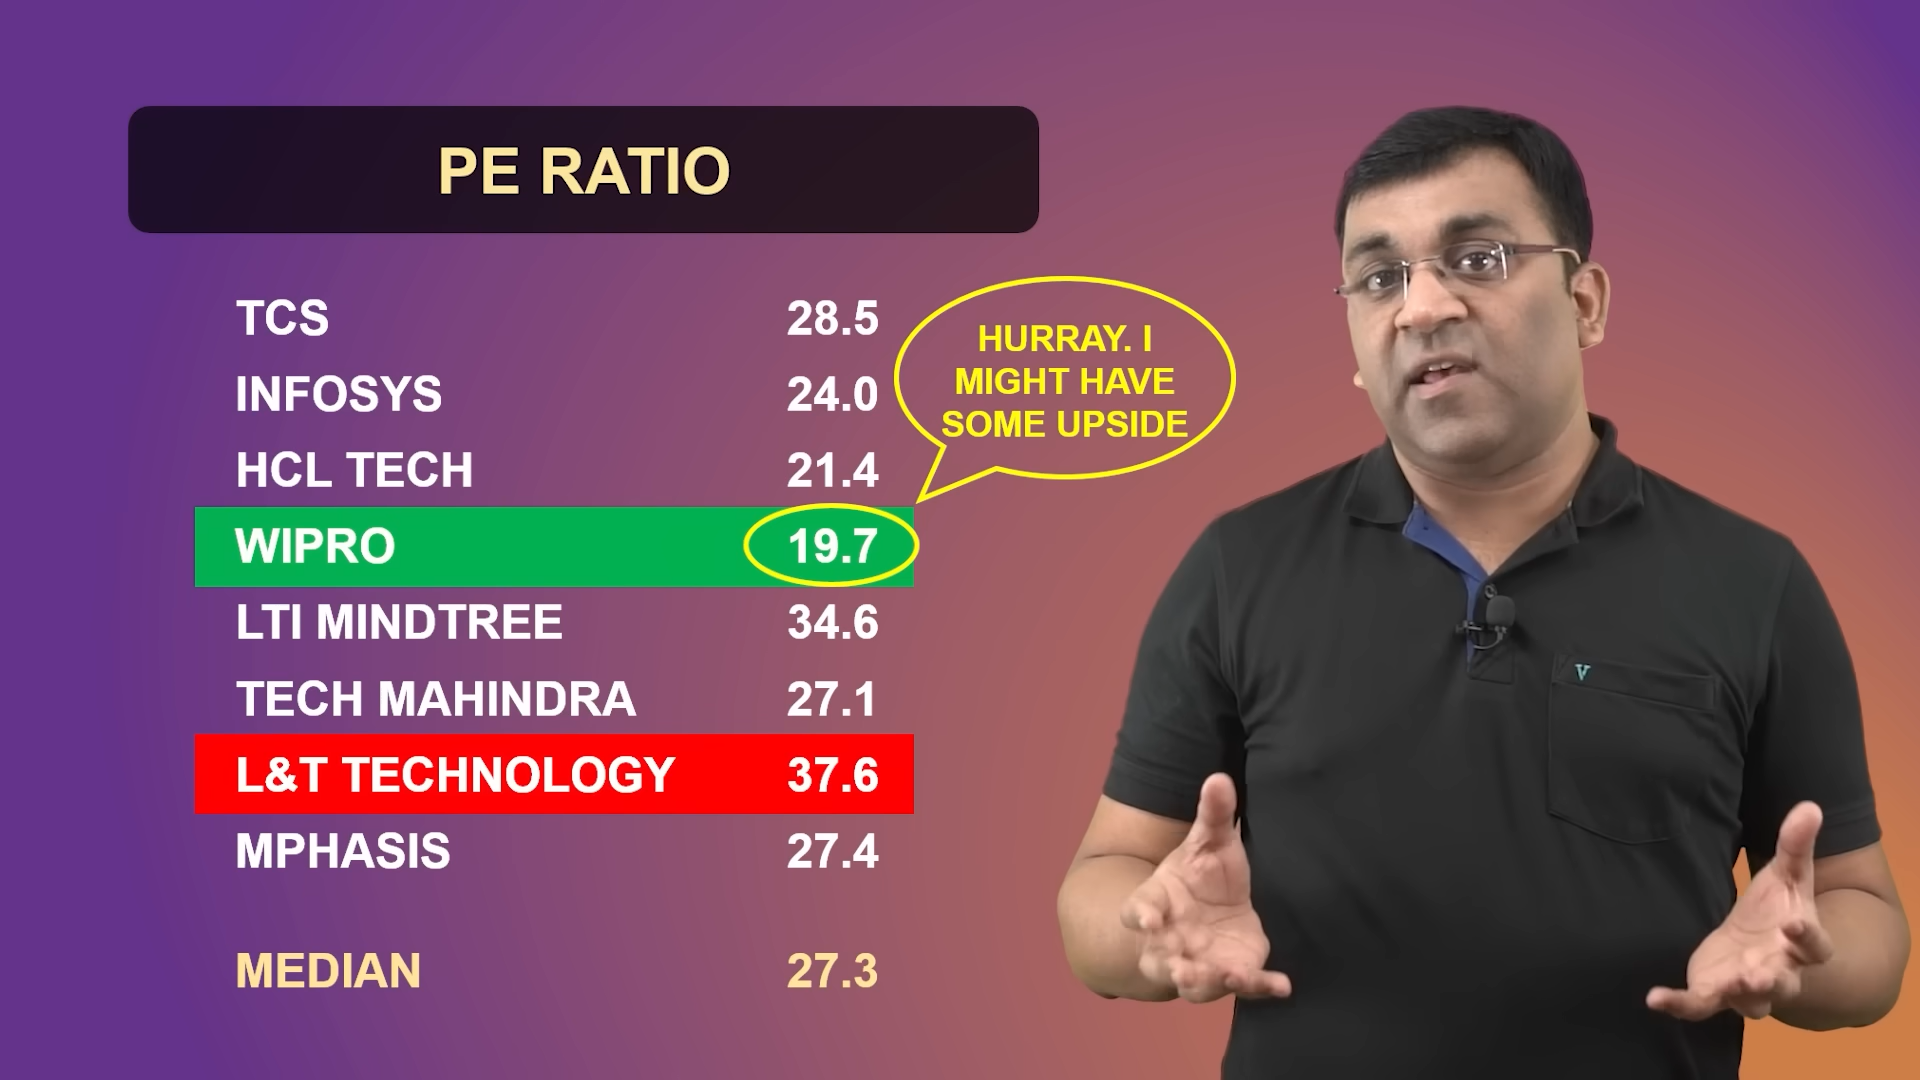 PE RATIO
TCS 28.5
INFOSYS 24.0
HURRAY. I
MIGHT HAVE
SOME UPSIDE
HCL TECH 21.4
WIPRO 19.7
LTI MINDTREE 34.6
TECH MAHINDRA 27.1
L&T TECHNOLOGY 37.6
MPHASIS 27.4
MEDIAN 27.3
V